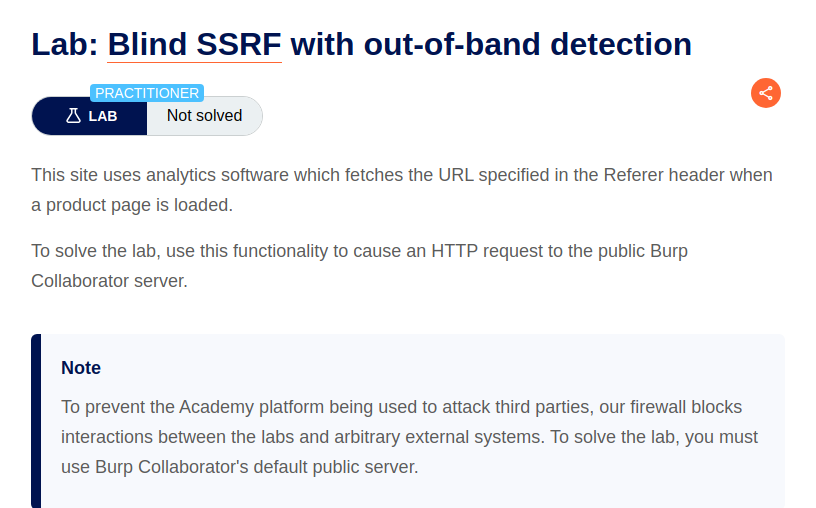 Lab: Blind SSRF with out-of-band detection
PRACTITIONER
LAB Not solved
This site uses analytics software which fetches the URL specified in the Referer header when
a product page is loaded.
To solve the lab, use this functionality to cause an HTTP request to the public Burp
Collaborator server.
Note
To prevent the Academy platform being used to attack third parties, our firewall blocks
interactions between the labs and arbitrary external systems. To solve the lab, you must
use Burp Collaborator's default public server.